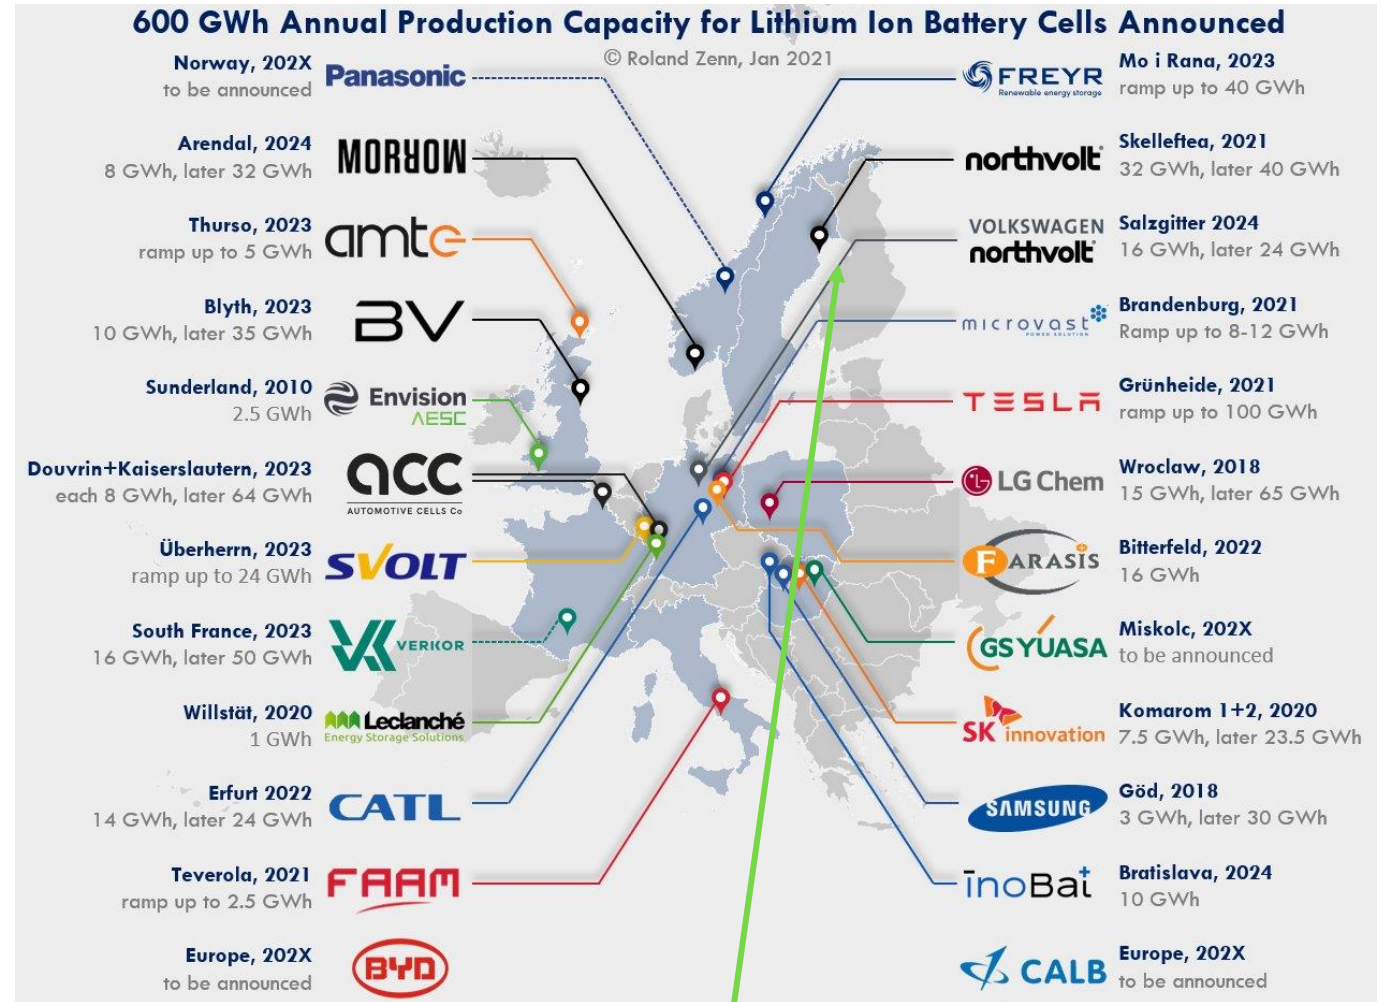 600 GWh Annual Production Capacity for Lithium Ion Battery Cells Announced
© Roland Zenn, Jan 2021
Norway, 202X
to be announced
Panasonic
Arendal, 2024
8 GWh, later 32 GWh
MORROW
Thurso, 2023
ramp up to 5 GWh
amte
Blyth, 2023
10 GWh, later 35 GWh
BV
Sunderland, 2010
2.5 GWh
Envision
AESC
Douvrin+Kaiserslautern, 2023
each 8 GWh, later 64 GWh
acc
AUTOMOTIVE CELLS Co
Überherrn, 2023
ramp up to 24 GWh
SVOLT
South France, 2023
16 GWh, later 50 GWh
VERKOR
Willstät, 2020
1 GWh
Leclanché
Energy Storage Solutions
Erfurt 2022
14 GWh, later 24 GWh
CATL
Teverola, 2021
ramp up to 2.5 GWh
FAAM
Europe, 202X
to be announced
BYD
FREYR
Renewable energy storage
Mo i Rana, 2023
ramp up to 40 GWh
northvolt
Skelleftea, 2021
32 GWh, later 40 GWh
VOLKSWAGEN
northvolt
Salzgitter 2024
16 GWh, later 24 GWh
microvast
POWER SOLUTION
Brandenburg, 2021
Ramp up to 8-12 GWh
TESLA
Grünheide, 2021
ramp up to 100 GWh
LG Chem
Wroclaw, 2018
15 GWh, later 65 GWh
FARASIS
Bitterfeld, 2022
16 GWh
GS YUASA
Miskolc, 202X
to be announced
SK innovation
Komarom 1+2, 2020
7.5 GWh, later 23.5 GWh
SAMSUNG
Göd, 2018
3 GWh, later 30 GWh
inoBat
Bratislava, 2024
10 GWh
CALB
Europe, 202X
to be announced